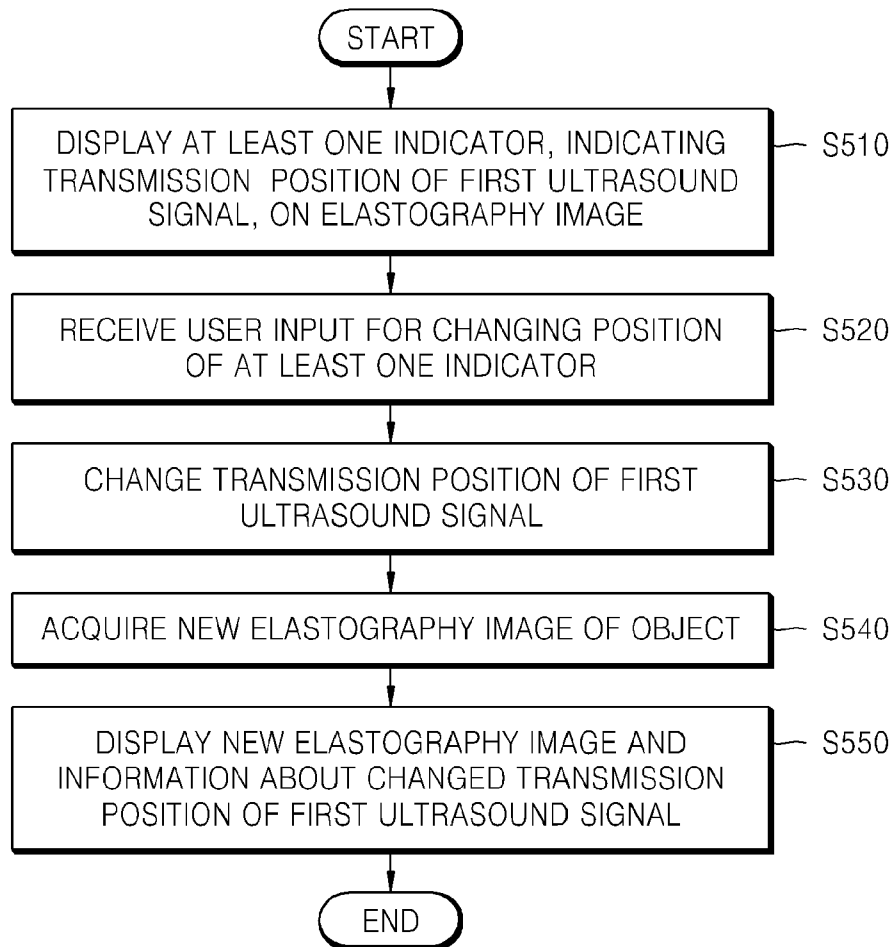 START
DISPLAY AT LEAST ONE INDICATOR, INDICATING
TRANSMISSION POSITION OF FIRST ULTRASOUND
SIGNAL, ON ELASTOGRAPHY IMAGE
S510
RECEIVE USER INPUT FOR CHANGING POSITION
OF AT LEAST ONE INDICATOR
S520
CHANGE TRANSMISSION POSITION OF FIRST
ULTRASOUND SIGNAL
S530
ACQUIRE NEW ELASTOGRAPHY IMAGE OF OBJECT
S540
DISPLAY NEW ELASTOGRAPHY IMAGE AND
INFORMATION ABOUT CHANGED TRANSMISSION
POSITION OF FIRST ULTRASOUND SIGNAL
S550
END